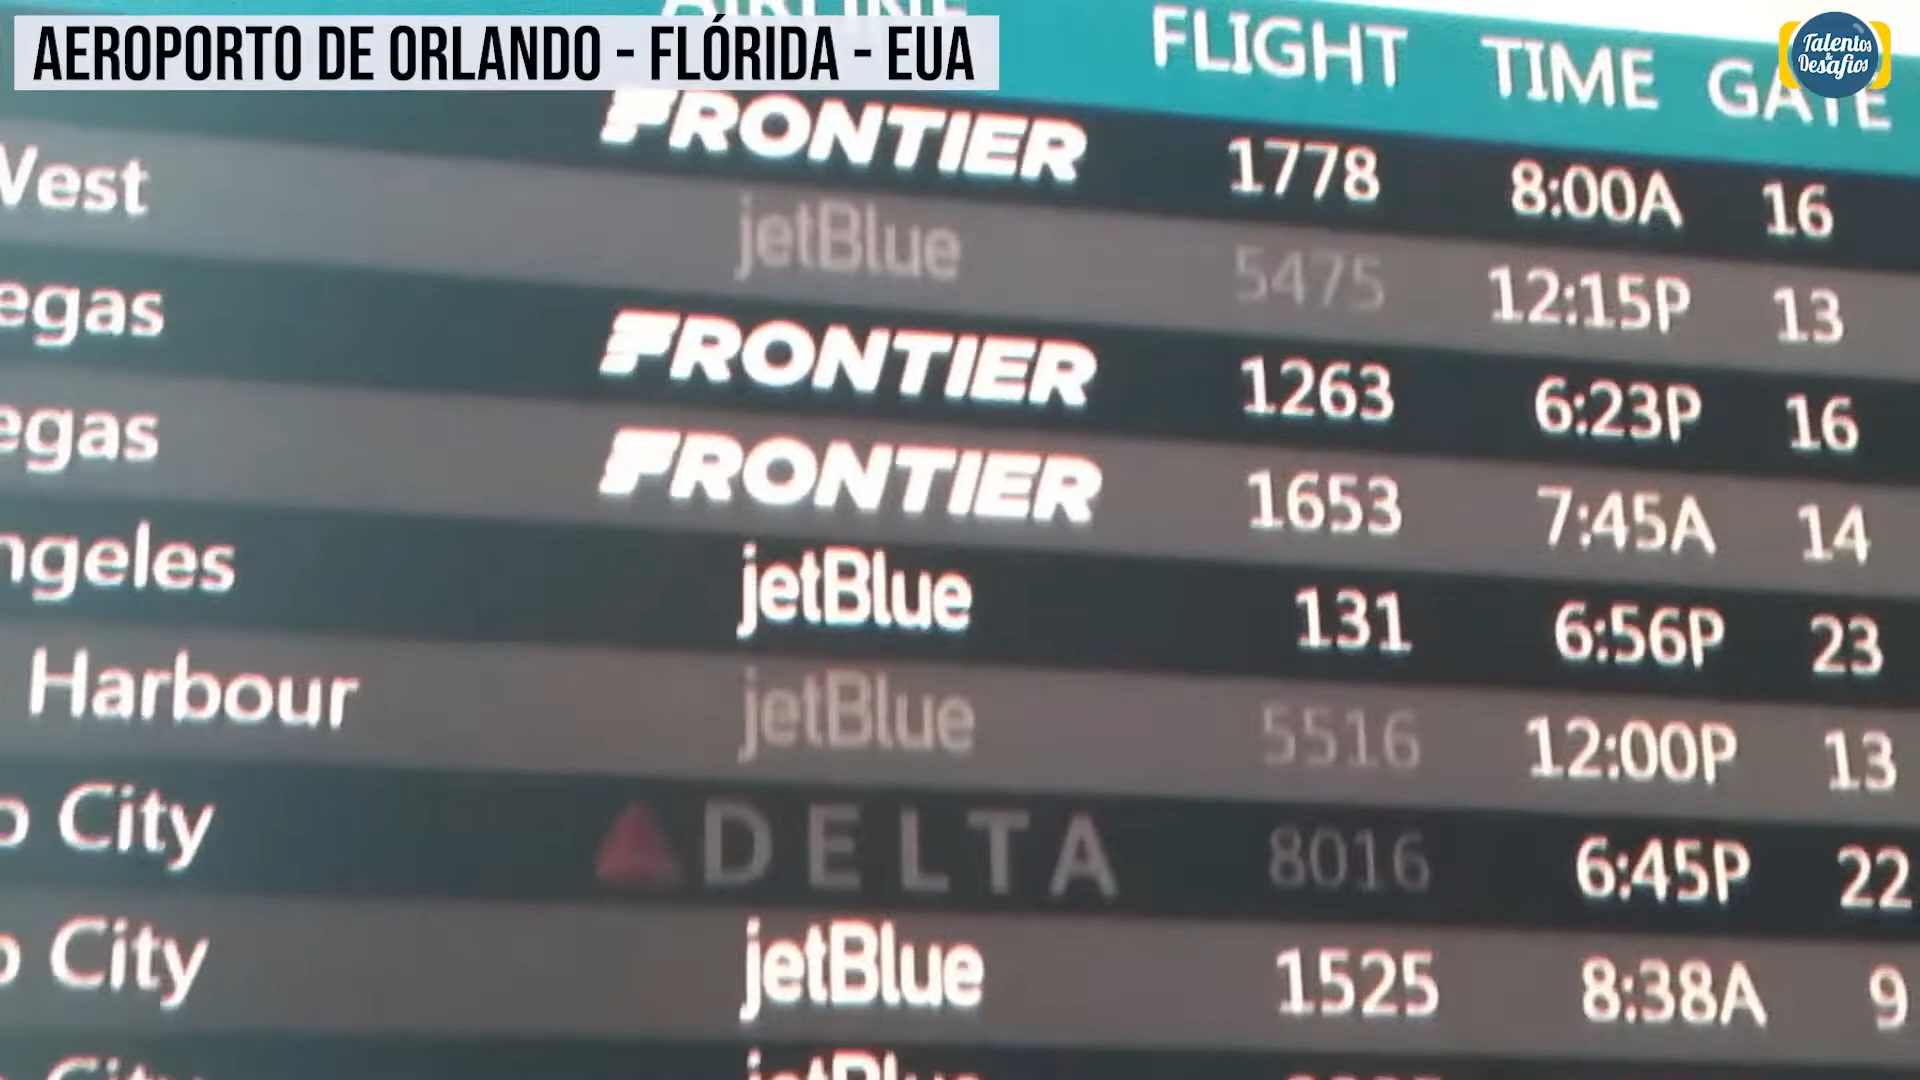 AEROPORTO DE ORLANDO - FLÓRIDA - EUA
Talentos
&
Desafios
AIRLINE FLIGHT TIME GATE
FRONTIER 1778 8:00A 16
West jetBlue 5475 12:15P 13
egas FRONTIER 1263 6:23P 16
egas FRONTIER 1653 7:45A 14
ngeles jetBlue 131 6:56P 23
Harbour jetBlue 5516 12:00P 13
o City DELTA 8016 6:45P 22
o City jetBlue 1525 8:38A 9
City jetBlue